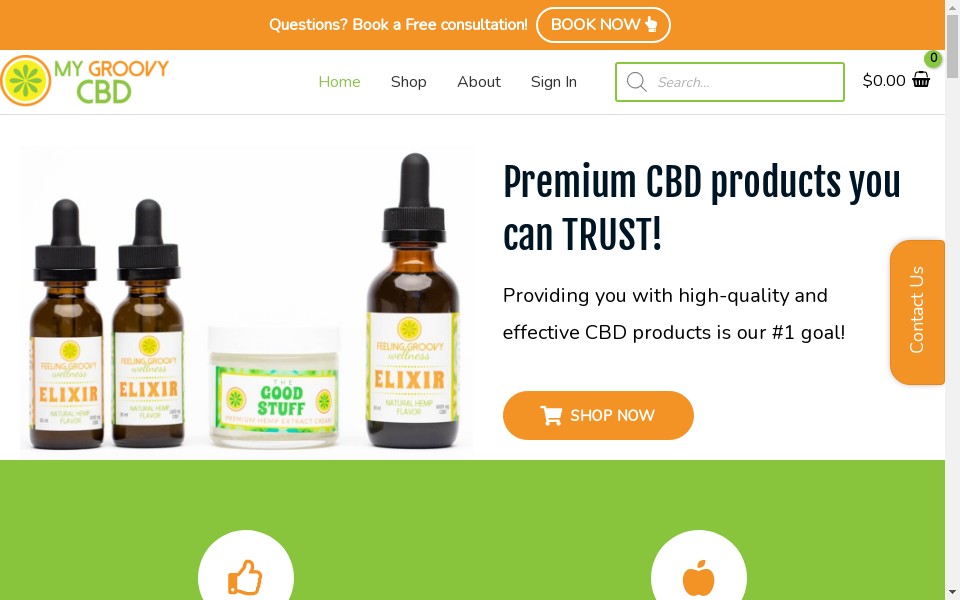 Questions? Book a Free consultation!
BOOK NOW
MY GROOVY
CBD
Home
Shop
About
Sign In
Search...
$0.00
0
Premium CBD products you
can TRUST!
Providing you with high-quality and
effective CBD products is our #1 goal!
SHOP NOW
Contact Us
FEELING GROOVY
wellness
ELIXIR
NATURAL HEMP
FLAVOR
FEELING GROOVY
wellness
ELIXIR
NATURAL HEMP
FLAVOR
THE
GOOD
STUFF
PREMIUM HEMP EXTRACT CREAM
FEELING GROOVY
wellness
ELIXIR
NATURAL HEMP
FLAVOR